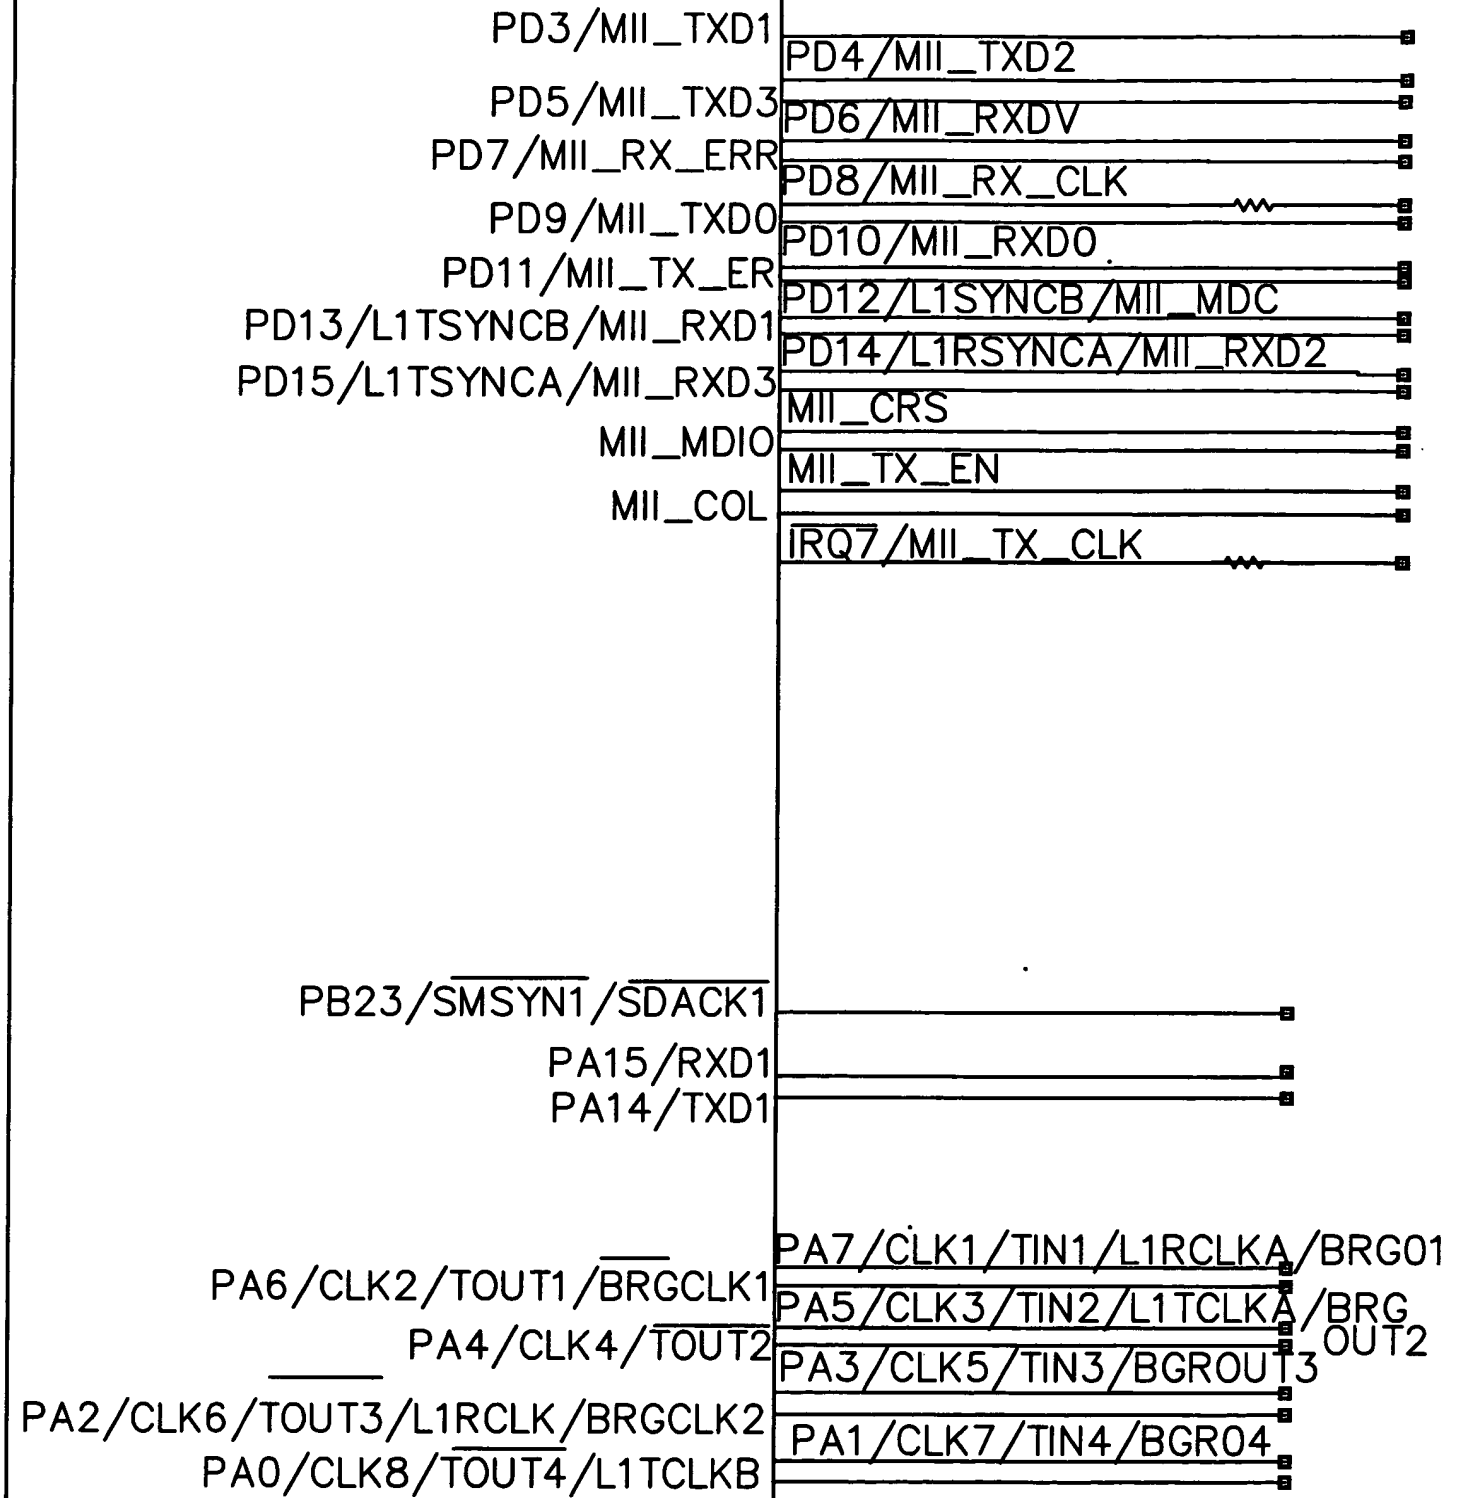 PD3/MII_TXD1
PD4/MII_TXD2
PD5/MII_TXD3
PD6/MII_RXDV
PD7/MII_RX_ERR
PD8/MII_RX_CLK
PD9/MII_TXD0
PD10/MII_RXD0
PD11/MII_TX_ER
PD12/L1SYNCB/MII_MDC
PD13/L1TSYNCB/MII_RXD1
PD14/L1RSYNCA/MII_RXD2
PD15/L1TSYNCA/MII_RXD3
MII_CRS
MII_MDIO
MII_TX_EN
MII_COL
IRQ7/MII_TX_CLK
PB23/SMSYN1/SDACK1
PA15/RXD1
PA14/TXD1
PA7/CLK1/TIN1/L1RCLKA/BRGO1
PA6/CLK2/TOUT1/BRGCLK1
PA5/CLK3/TIN2/L1TCLKA/BRG
OUT2
PA4/CLK4/TOUT2
PA3/CLK5/TIN3/BGROUT3
PA2/CLK6/TOUT3/L1RCLK/BRGCLK2
PA1/CLK7/TIN4/BGRO4
PA0/CLK8/TOUT4/L1TCLKB